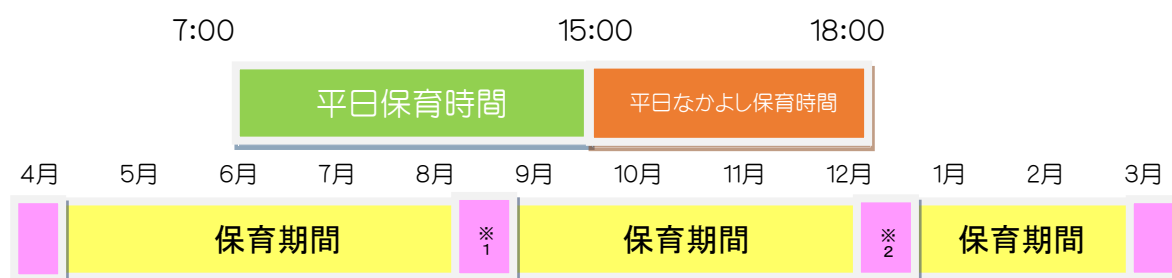 7:00 15:00 18:00
平日保育時間 平日なかよし保育時間
4月 5月 6月 7月 8月 9月 10月 11月 12月 1月 2月 3月
保育期間 ※1 保育期間 ※2 保育期間